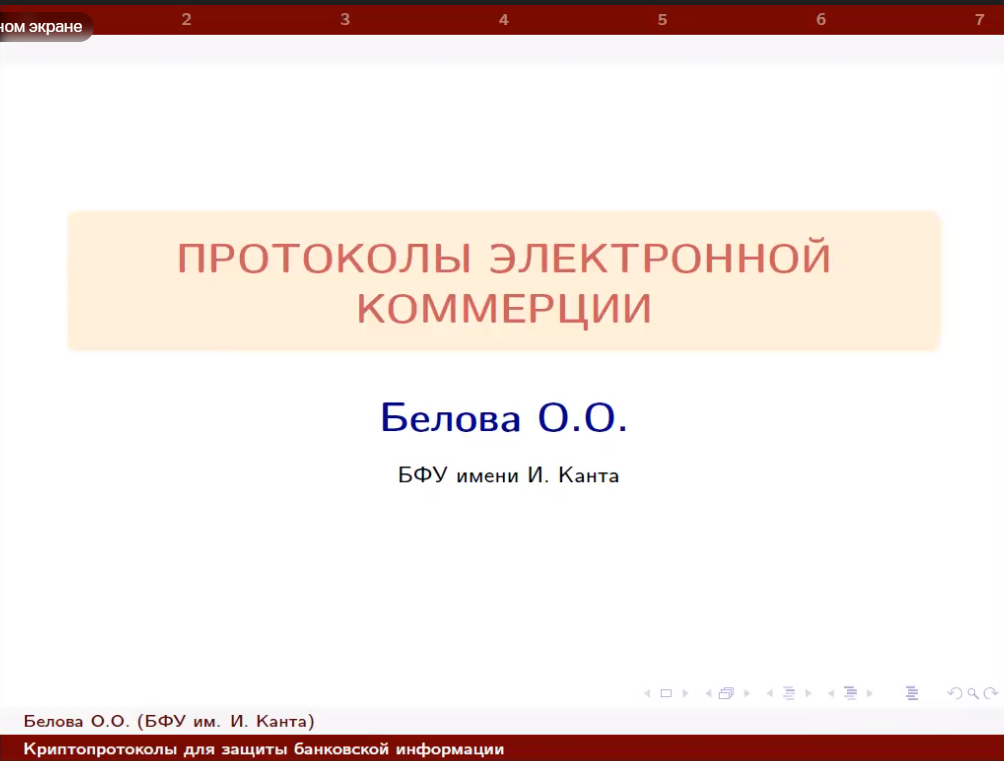 ном экране
2 3 4 5 6 7
ПРОТОКОЛЫ ЭЛЕКТРОННОЙ
КОММЕРЦИИ
Белова О.О.
БФУ имени И. Канта
Белова О.О. (БФУ им. И. Канта)
Криптопротоколы для защиты банковской информации